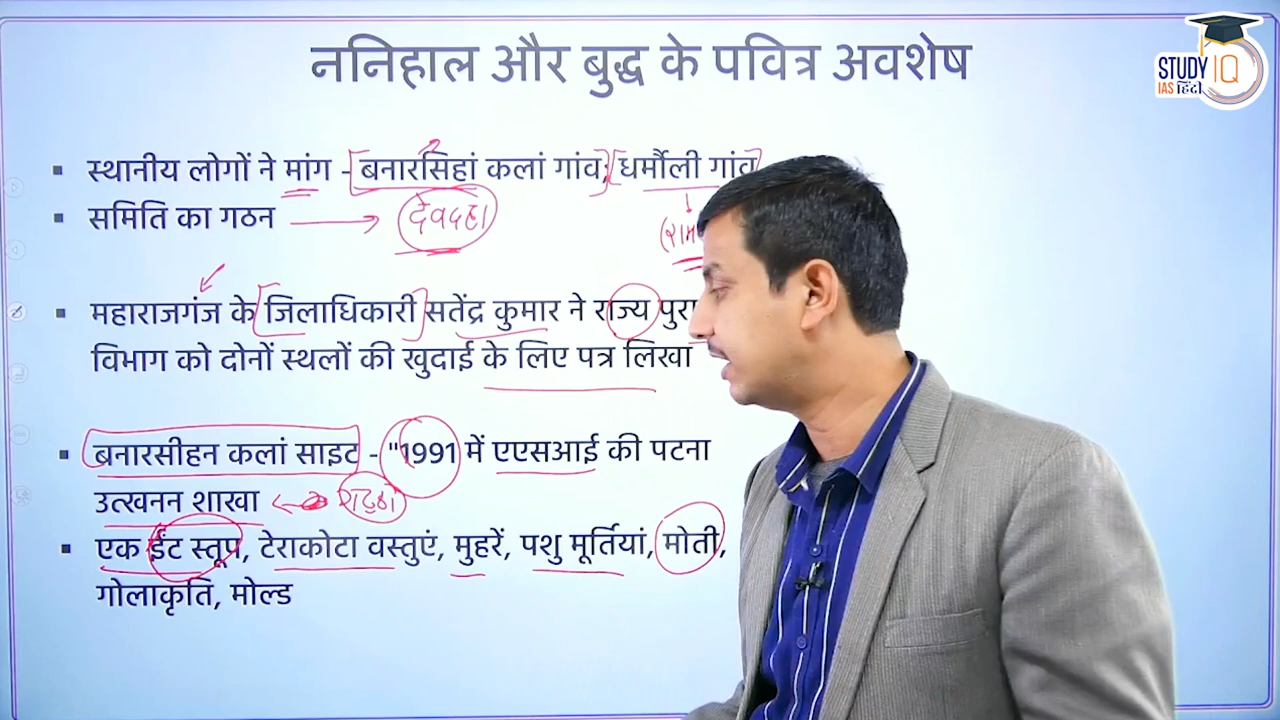 ननिहाल और बुद्ध के पवित्र अवशेष
STUDY IQ
IAS हिंदी
स्थानीय लोगों ने मांग - बनारसिहां कलां गांव, धर्मौली गांव
समिति का गठन देवदहा
महाराजगंज के जिलाधिकारी सतेंद्र कुमार ने राज्य
विभाग को दोनों स्थलों की खुदाई के लिए पत्र लिखा
बनारसीहन कलां साइट - "1991 में एएसआई की पटना
उत्खनन शाखा
एक ईंट स्तूप, टेराकोटा वस्तुएं, मुहरें, पशु मूर्तियां, मोती,
गोलाकृति, मोल्ड